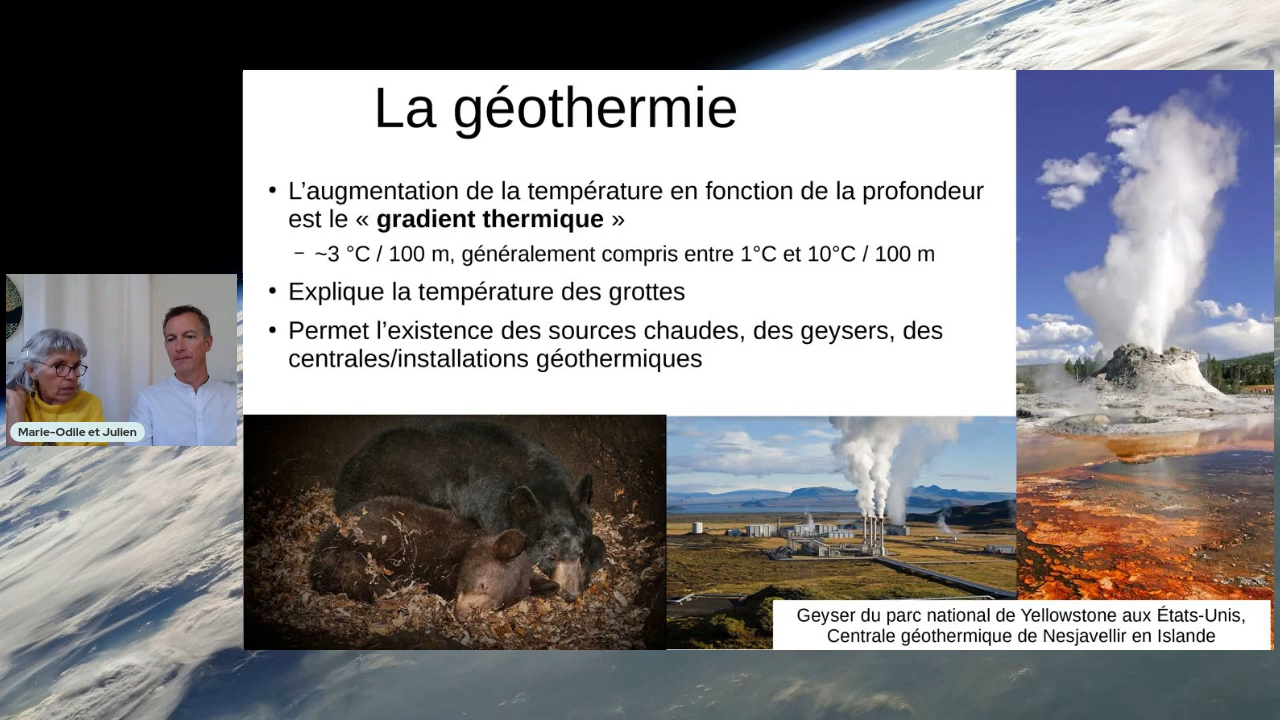 La géothermie
• L’augmentation de la température en fonction de la profondeur
est le « gradient thermique »
– ~3 °C / 100 m, généralement compris entre 1°C et 10°C / 100 m
• Explique la température des grottes
• Permet l’existence des sources chaudes, des geysers, des
centrales/installations géothermiques
Marie-Odile et Julien
Geyser du parc national de Yellowstone aux États-Unis,
Centrale géothermique de Nesjavellir en Islande